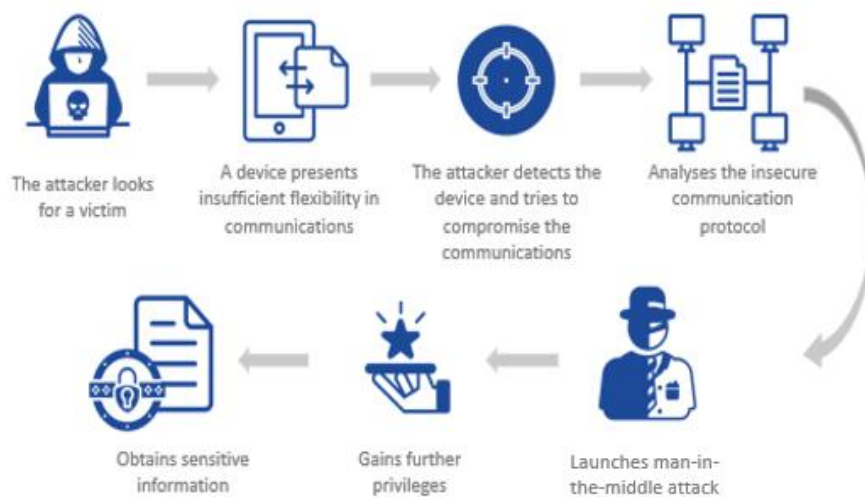 The attacker looks
for a victim
A device presents
insufficient flexibility in
communications
The attacker detects the
device and tries to
compromise the
communications
Analyses the insecure
communication
protocol
Launches man-in-
the-middle attack
Gains further
privileges
Obtains sensitive
information